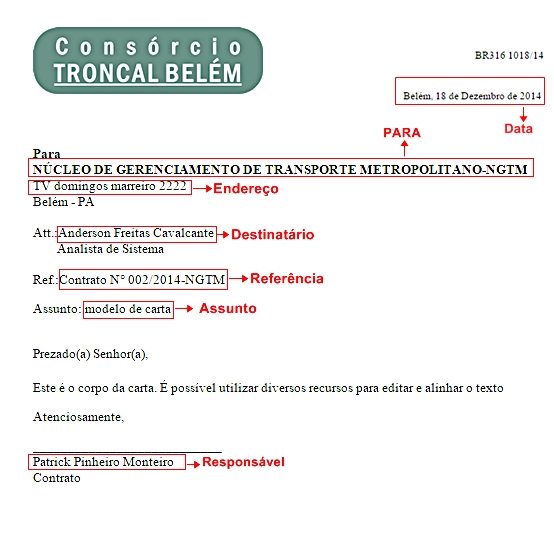 Consórcio
TRONCAL BELÉM
BR316 1018/14
Belém, 18 de Dezembro de 2014
Data
PARA
Para
NÚCLEO DE GERENCIAMENTO DE TRANSPORTE METROPOLITANO-NGTM
TV domingos marreiro 2222 Endereço
Belém - PA
Att.:Anderson Freitas Cavalcante Destinatário
Analista de Sistema
Ref.:Contrato N° 002/2014-NGTM Referência
Assunto: modelo de carta Assunto
Prezado(a) Senhor(a),
Este é o corpo da carta. É possível utilizar diversos recursos para editar e alinhar o texto
Atenciosamente,
Patrick Pinheiro Monteiro Responsável
Contrato